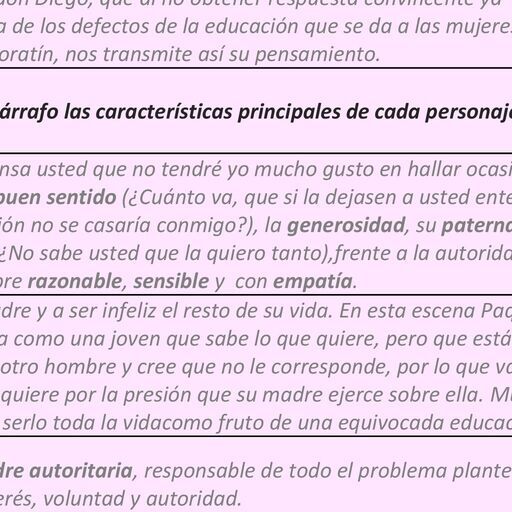 don Diego, que al no obtener respuesta convincente ya
a de los defectos de la educación que se da a las mujere
oratín, nos transmite así su pensamiento.
árrafo las características principales de cada personaj
nsa usted que no tendré yo mucho gusto en hallar ocasi
buen sentido (¿Cuánto va, que si la dejasen a usted ente
ión no se casaría conmigo?), la generosidad, su patern
¿No sabe usted que la quiero tanto),frente a la autorida
bre razonable, sensible y con empatía.
dre y a ser infeliz el resto de su vida. En esta escena Paq
a como una joven que sabe lo que quiere, pero que está
otro hombre y cree que no le corresponde, por lo que va
quiere por la presión que su madre ejerce sobre ella. M
serlo toda la vidacomo fruto de una equivocada educac
dre autoritaria, responsable de todo el problema plante
erés, voluntad y autoridad.